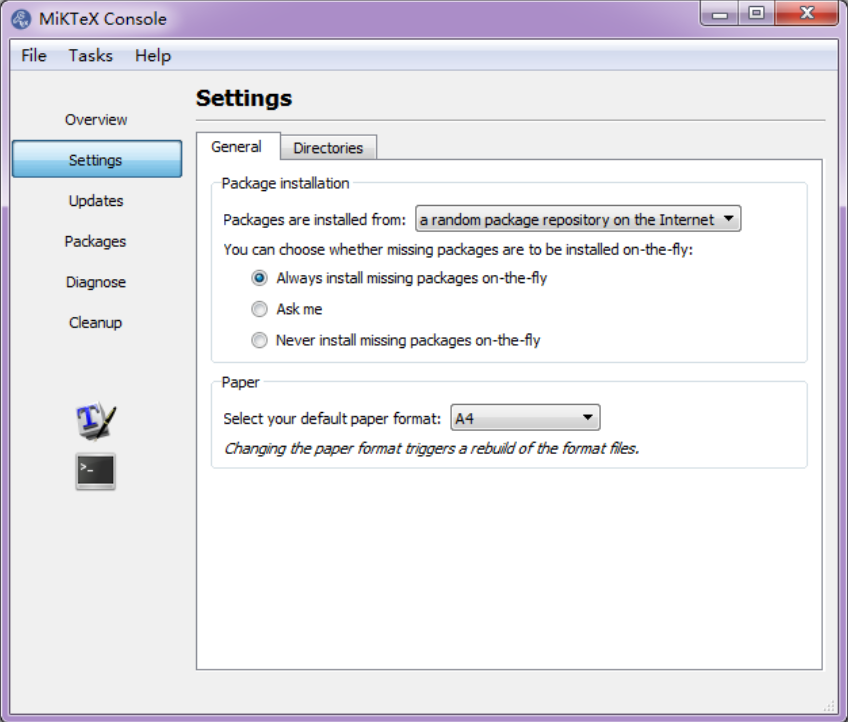 MiKTeX Console
File Tasks Help
Settings
Overview
Settings
Updates
Packages
Diagnose
Cleanup
General Directories
Package installation
Packages are installed from: a random package repository on the Internet
You can choose whether missing packages are to be installed on-the-fly:
Always install missing packages on-the-fly
Ask me
Never install missing packages on-the-fly
Paper
Select your default paper format: A4
Changing the paper format triggers a rebuild of the format files.
T
>_